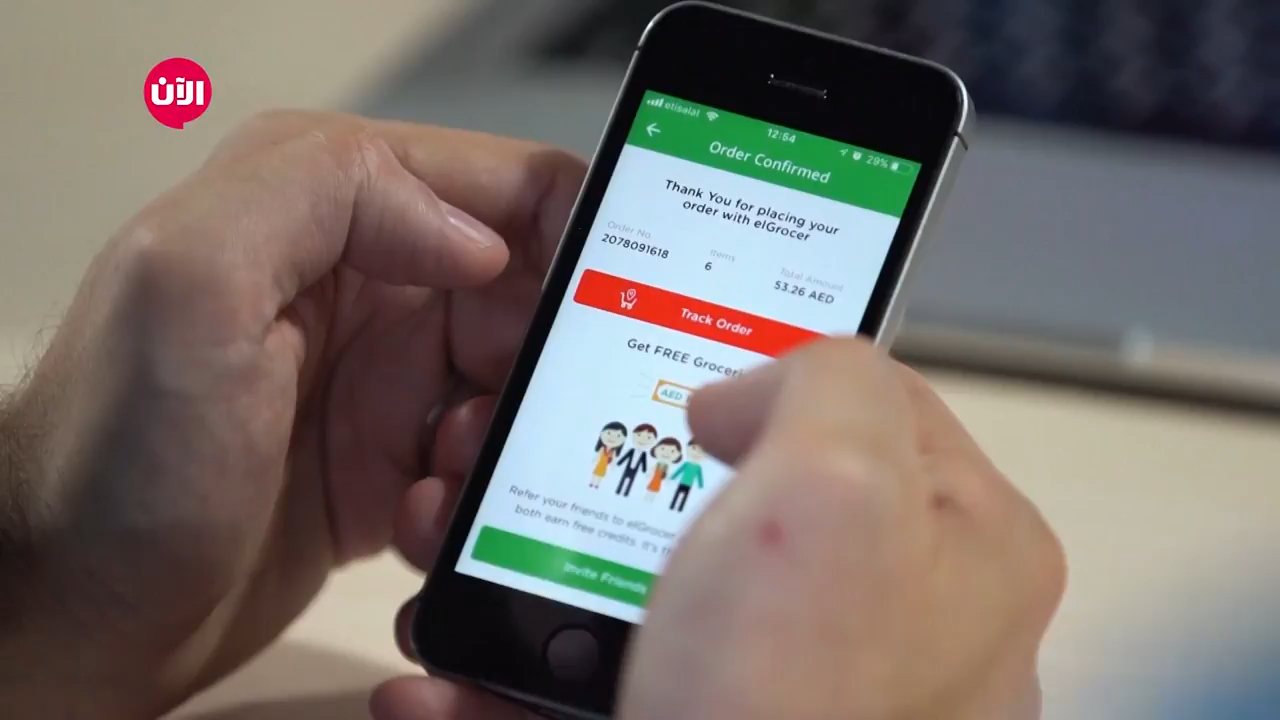 الآن
etisalat
12:54
29%
Order Confirmed
Thank You for placing your
order with elGrocer
Order No.
Items
Total Amound
2078091618
6
53.26 AED
Track Order
Get FREE
AED
Refer your friends to elGrocer
both earn free credits. It's
Invite Friends